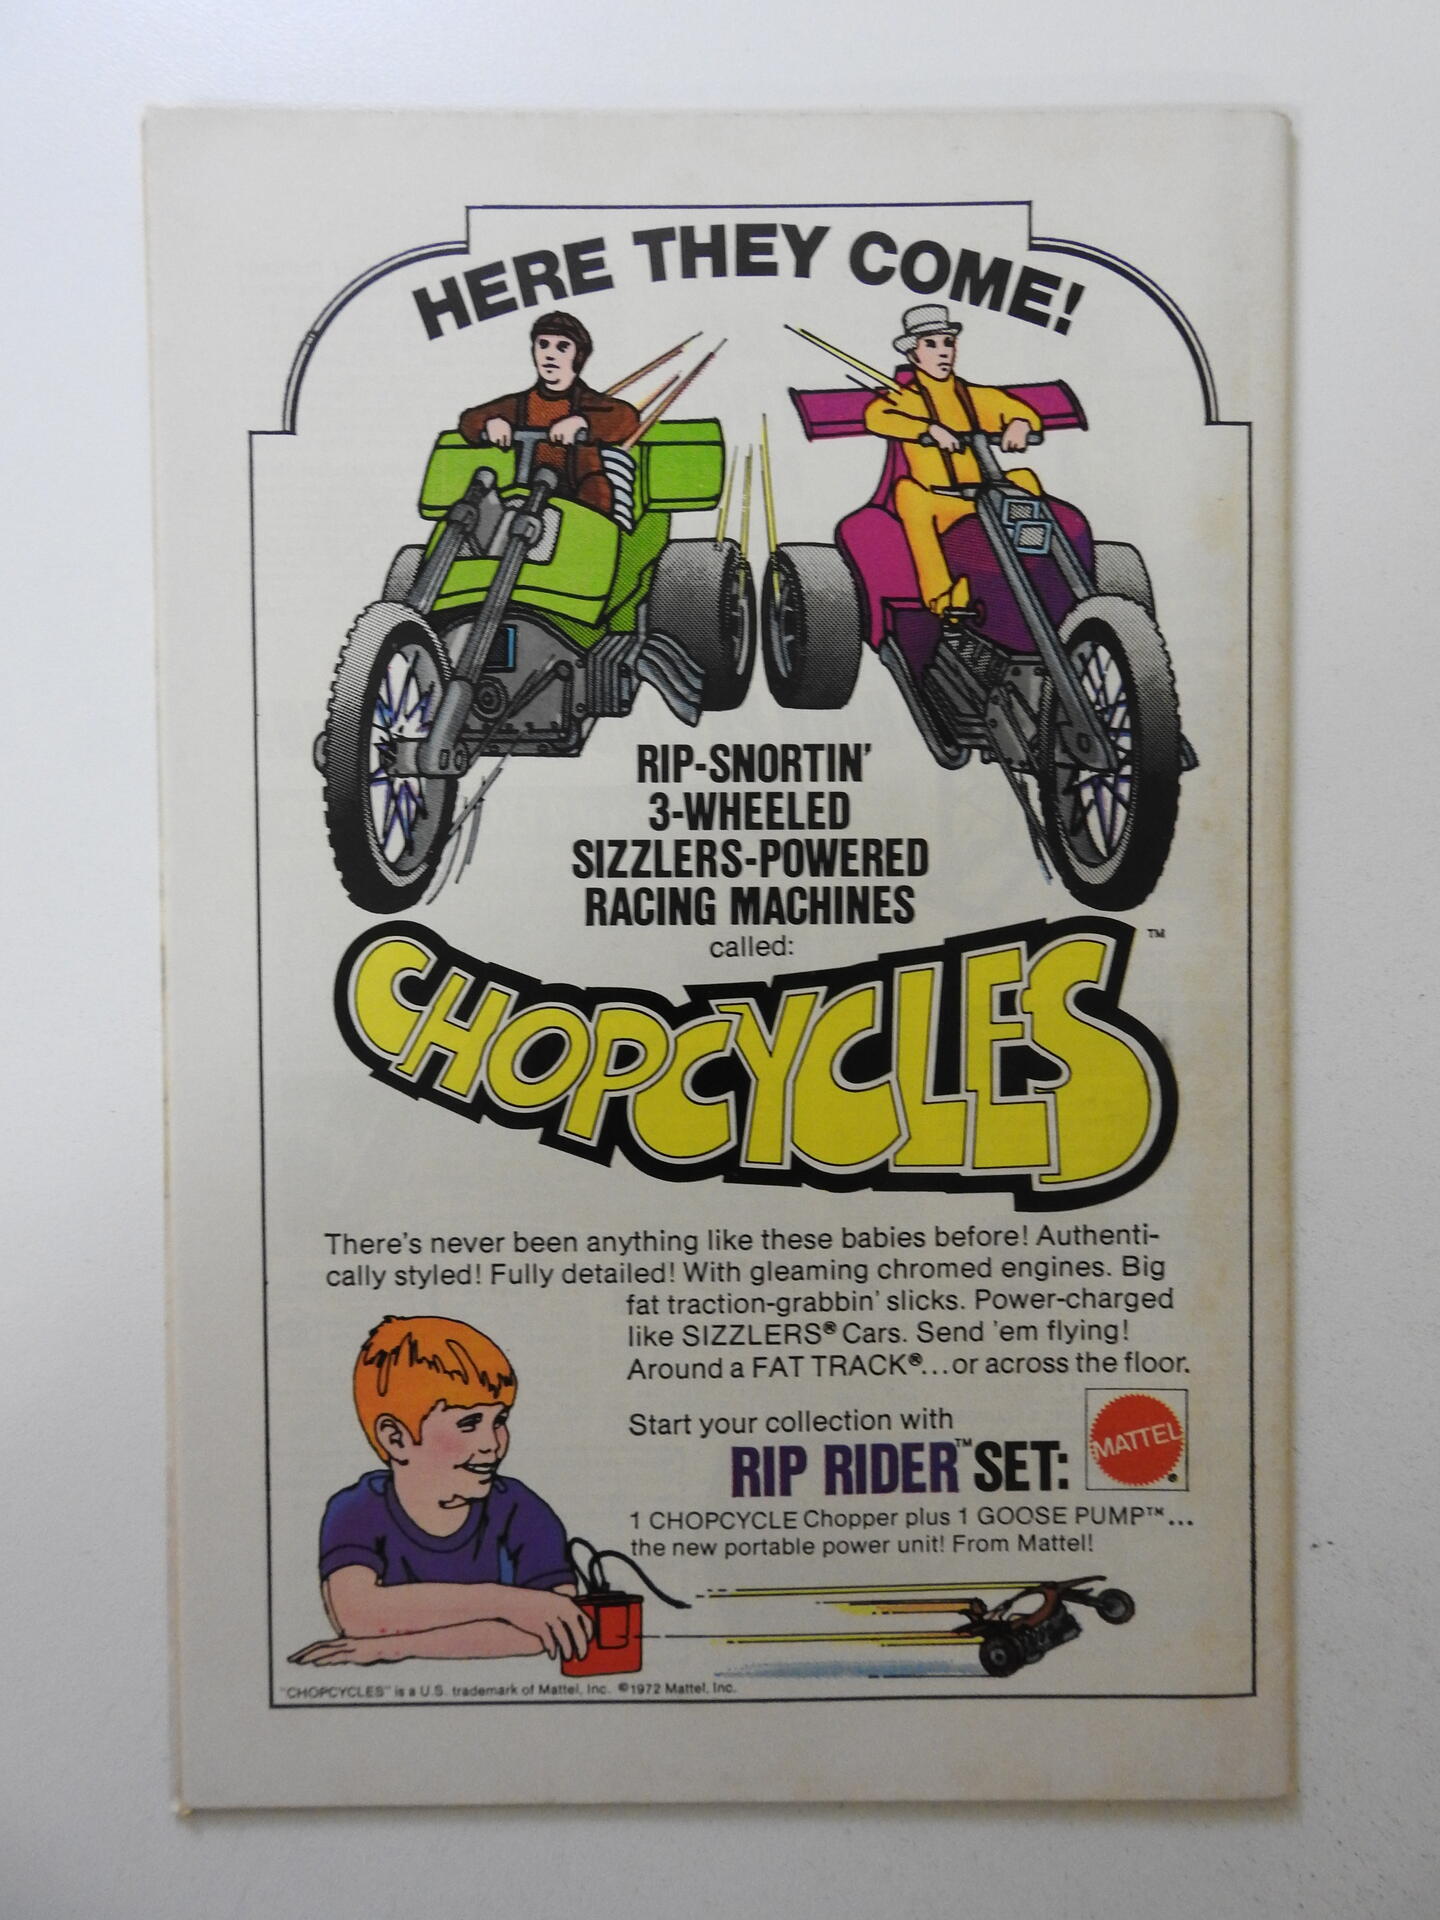 HERE THEY COME!
RIP-SNORTIN'
3-WHEELED
SIZZLERS-POWERED
RACING MACHINES
called:
CHOPCYCLES™
There's never been anything like these babies before! Authenti-
cally styled! Fully detailed! With gleaming chromed engines. Big
fat traction-grabbin' slicks. Power-charged
like SIZZLERS® Cars. Send 'em flying!
Around a FAT TRACK®...or across the floor.
Start your collection with
RIP RIDER™ SET:
MATTEL®
1 CHOPCYCLE Chopper plus 1 GOOSE PUMP™...
the new portable power unit! From Mattel!
"CHOPCYCLES" is a U.S. trademark of Mattel, Inc. ©1972 Mattel, Inc.